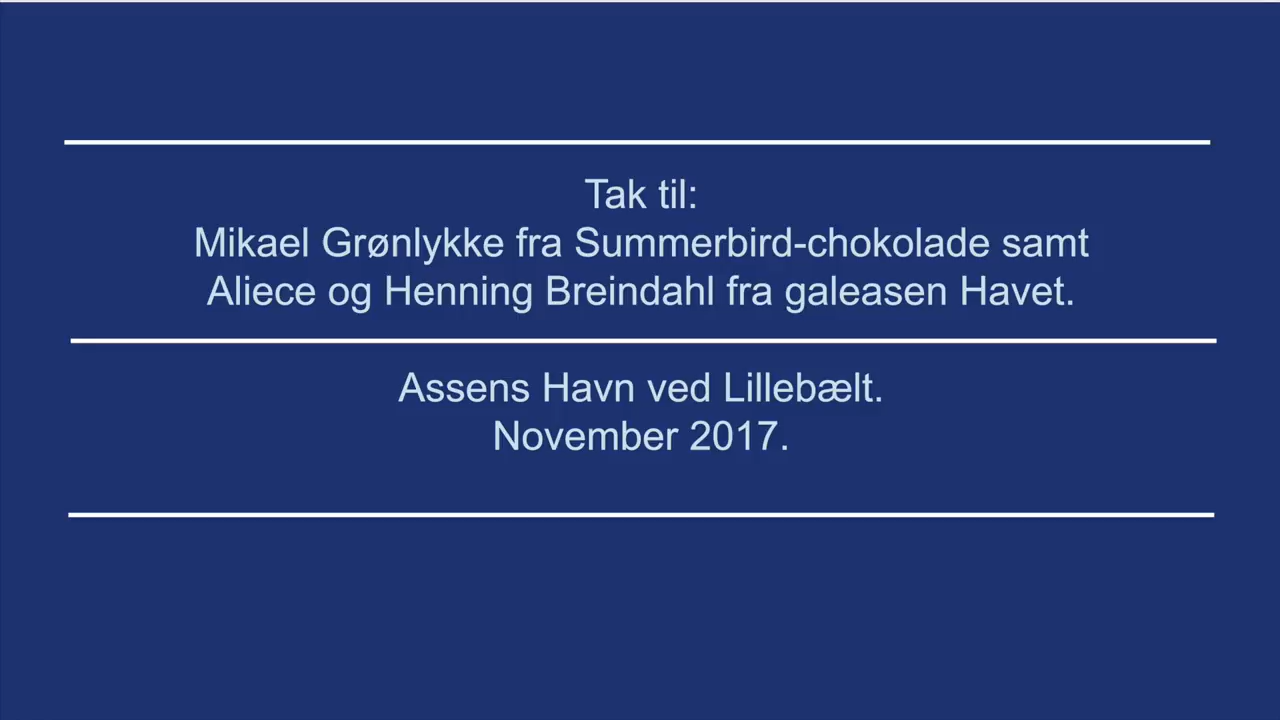 Tak til:
Mikael Grønlykke fra Summerbird-chokolade samt
Aliece og Henning Breindahl fra galeasen Havet.
Assens Havn ved Lillebælt.
November 2017.